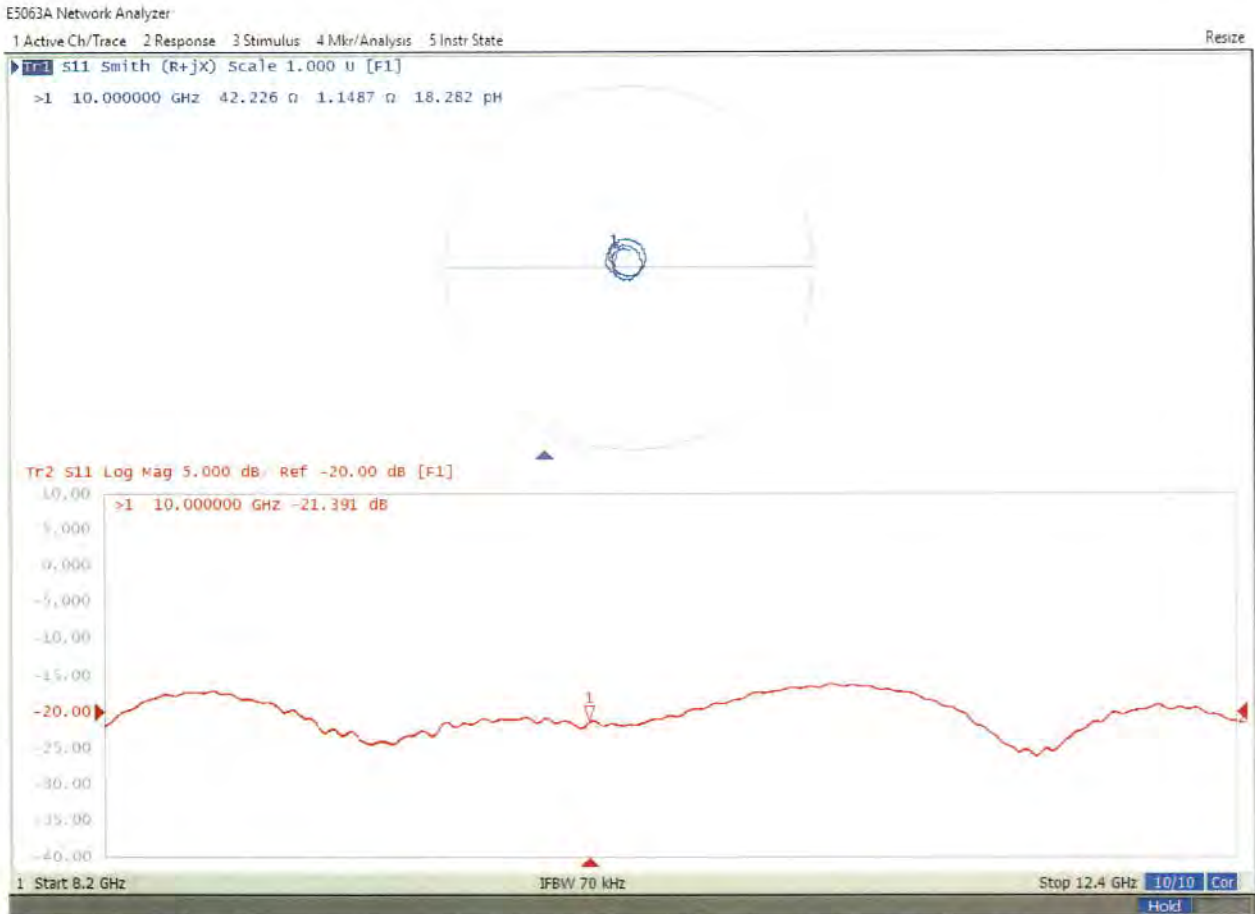 E5063A Network Analyzer
1 Active Ch/Trace 2 Response 3 Stimulus 4 Mkr/Analysis 5 Instr State Resize
Tr1 S11 Smith (R+jX) Scale 1.000 U [F1]
>1 10.000000 GHz 42.226 Ω 1.1487 Ω 18.282 pH
1
Tr2 S11 Log Mag 5.000 dB/ Ref -20.00 dB [F1]
10.00
>1 10.000000 GHz -21.391 dB
5.000
0.000
-5.000
-10.00
-15.00
1
-20.00
-25.00
-30.00
-35.00
-40.00
1 Start 8.2 GHz IFBW 70 kHz Stop 12.4 GHz 10/10 Cor
Hold